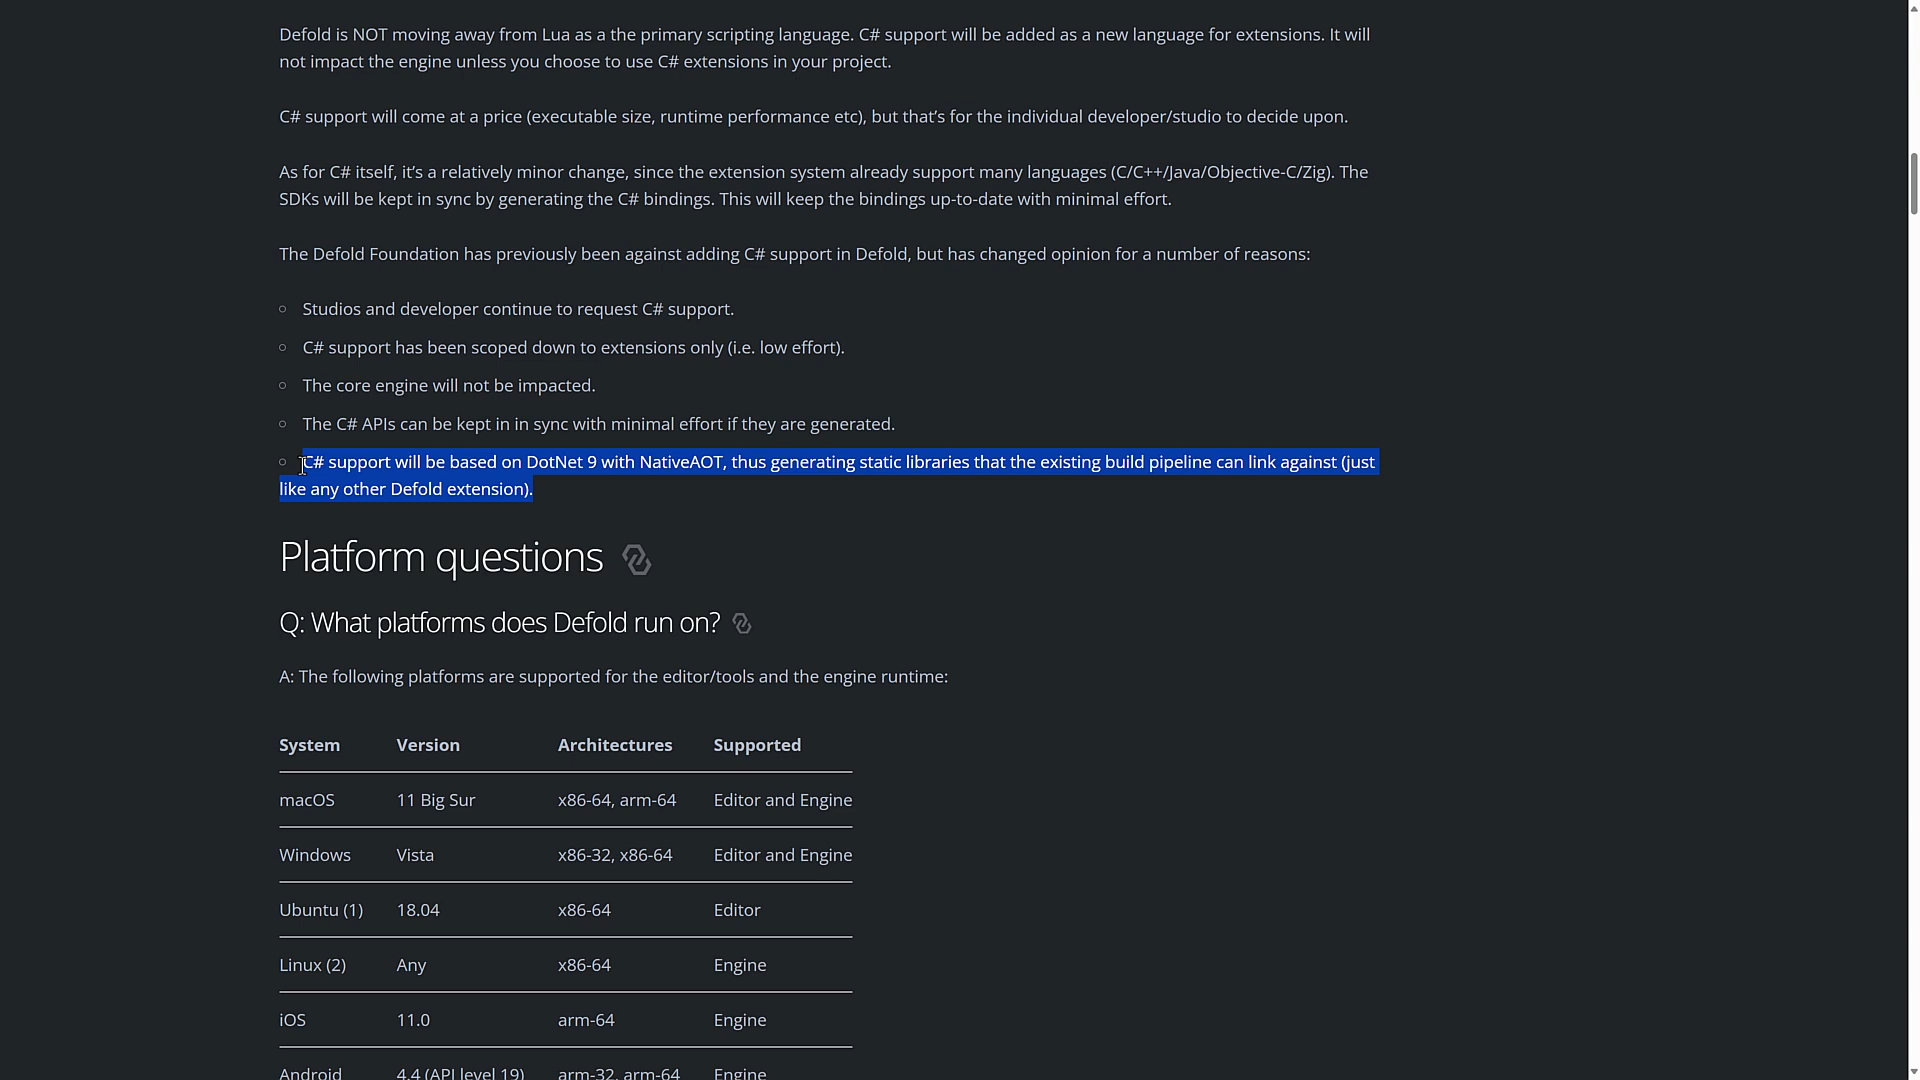 Defold is NOT moving away from Lua as a the primary scripting language. C# support will be added as a new language for extensions. It will
not impact the engine unless you choose to use C# extensions in your project.
C# support will come at a price (executable size, runtime performance etc), but that’s for the individual developer/studio to decide upon.
As for C# itself, it’s a relatively minor change, since the extension system already support many languages (C/C++/Java/Objective-C/Zig). The
SDKs will be kept in sync by generating the C# bindings. This will keep the bindings up-to-date with minimal effort.
The Defold Foundation has previously been against adding C# support in Defold, but has changed opinion for a number of reasons:
Studios and developer continue to request C# support.
C# support has been scoped down to extensions only (i.e. low effort).
The core engine will not be impacted.
The C# APIs can be kept in in sync with minimal effort if they are generated.
C# support will be based on DotNet 9 with NativeAOT, thus generating static libraries that the existing build pipeline can link against (just
like any other Defold extension).
Platform questions
Q: What platforms does Defold run on?
A: The following platforms are supported for the editor/tools and the engine runtime:
System Version Architectures Supported
macOS 11 Big Sur x86-64, arm-64 Editor and Engine
Windows Vista x86-32, x86-64 Editor and Engine
Ubuntu (1) 18.04 x86-64 Editor
Linux (2) Any x86-64 Engine
iOS 11.0 arm-64 Engine
Android 4.4 (API level 19) arm-32, arm-64 Engine